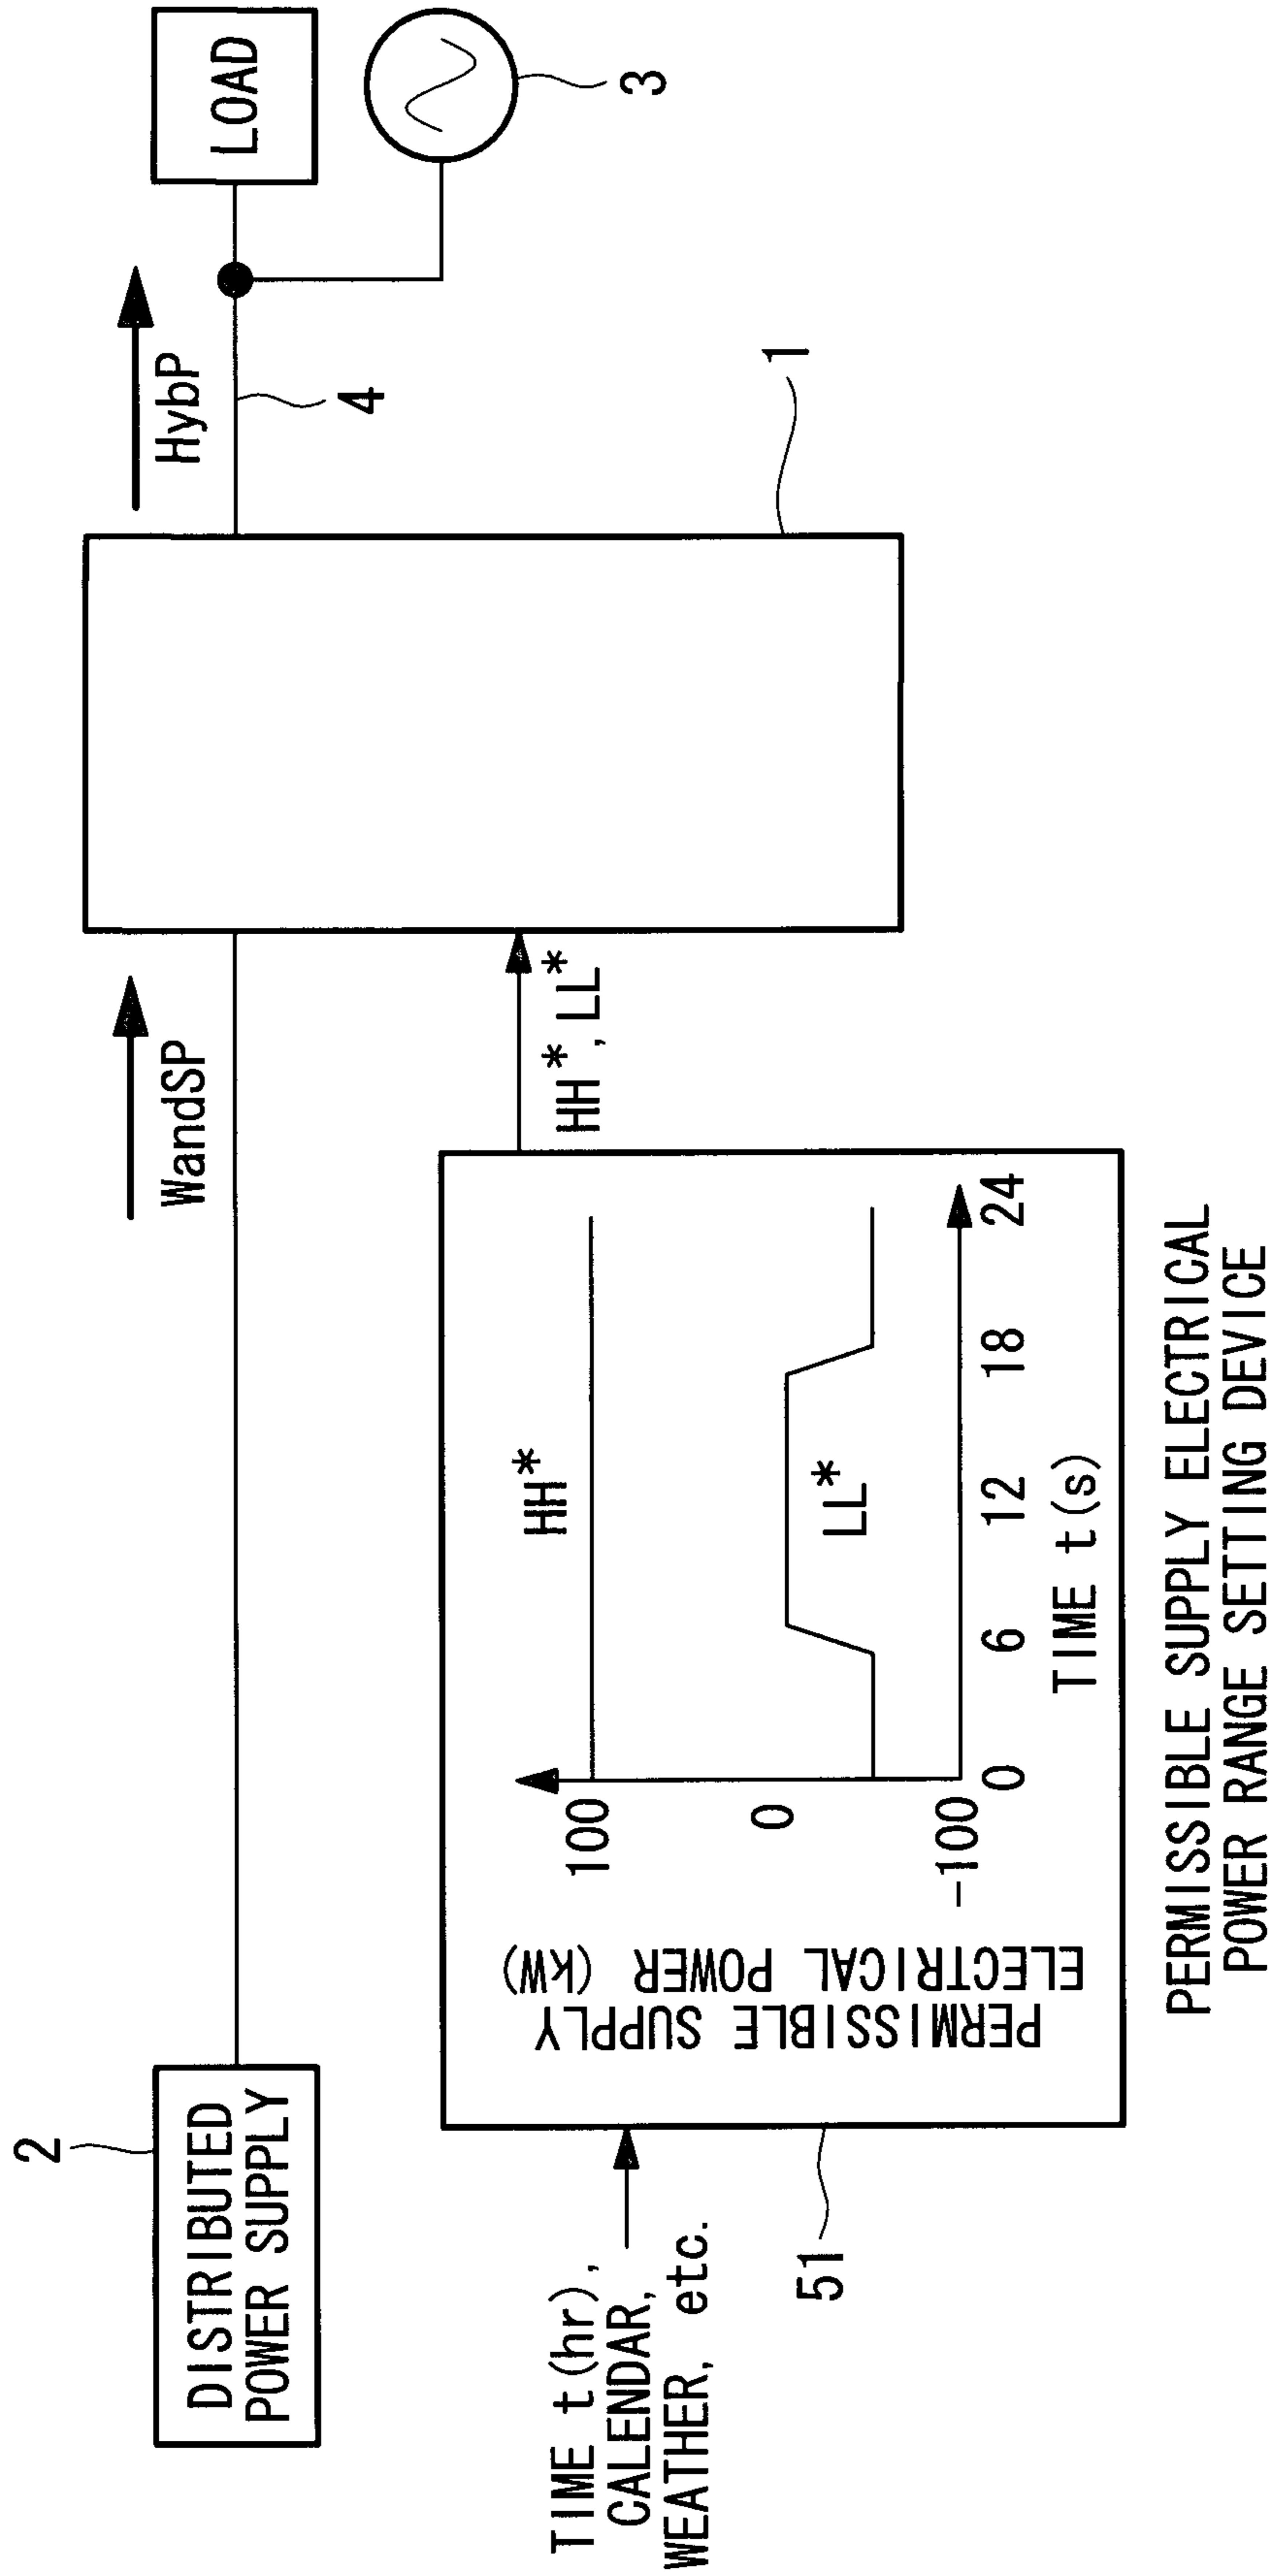 2
DISTRIBUTED
POWER SUPPLY
WandSP
HybP
4
LOAD
3
1
HH*, LL*
TIME t(hr),
CALENDAR,
WEATHER, etc.
51
PERMISSIBLE SUPPLY
ELECTRICAL POWER (kW)
100
0
-100
HH*
LL*
0
6
12
18
24
TIME t(s)
PERMISSIBLE SUPPLY ELECTRICAL
POWER RANGE SETTING DEVICE